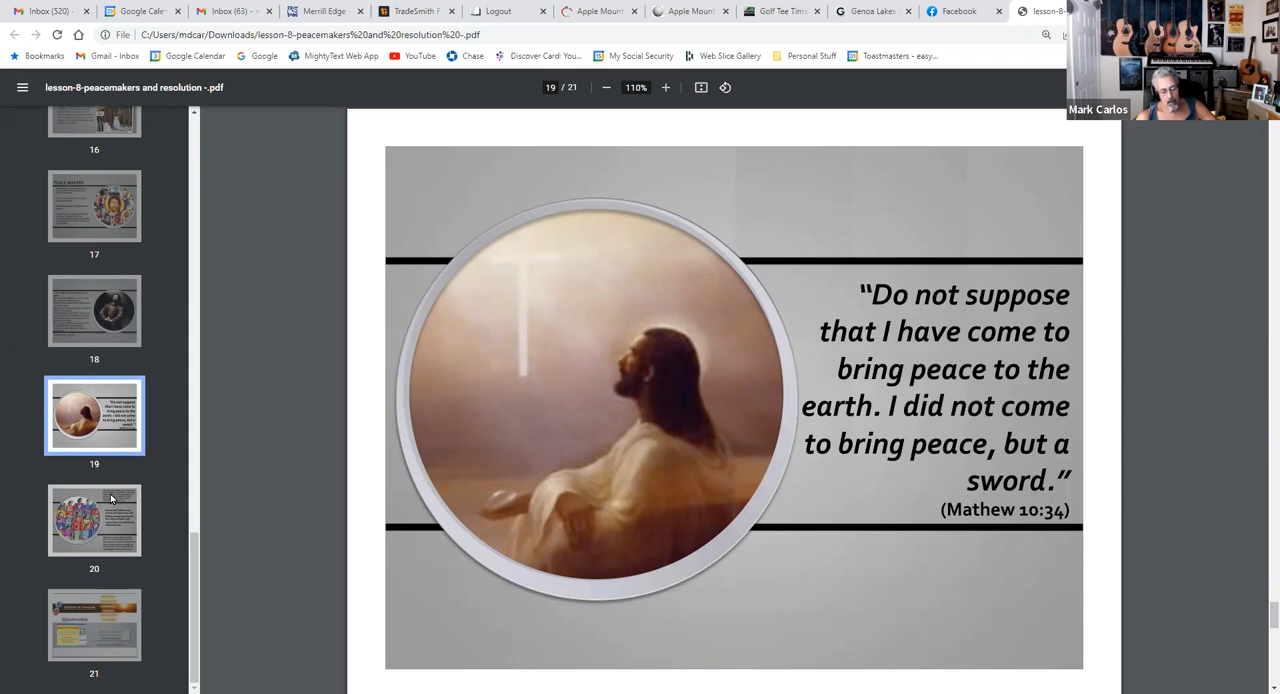 Inbox (520) -
Google Cale
Inbox (63) - m
Merrill Edge -
TradeSmith F
Logout
Apple Mount
Apple Mount
Golf Tee Time
Genoa Lakes
Facebook
lesson-8-
File
C:/Users/mdcar/Downloads/lesson-8-peacemakers%20and%20resolution%20-.pdf
Bookmarks
Gmail - Inbox
Google Calendar
Google
MightyText Web App
YouTube
Chase
Discover Card: You...
My Social Security
Web Slice Gallery
Personal Stuff
Toastmasters - easy...
lesson-8-peacemakers and resolution -.pdf
19 / 21
110%
Mark Carlos
16
17
18
19
20
21
“Do not suppose
that I have come to
bring peace to the
earth. I did not come
to bring peace, but a
sword.”
(Mathew 10:34)